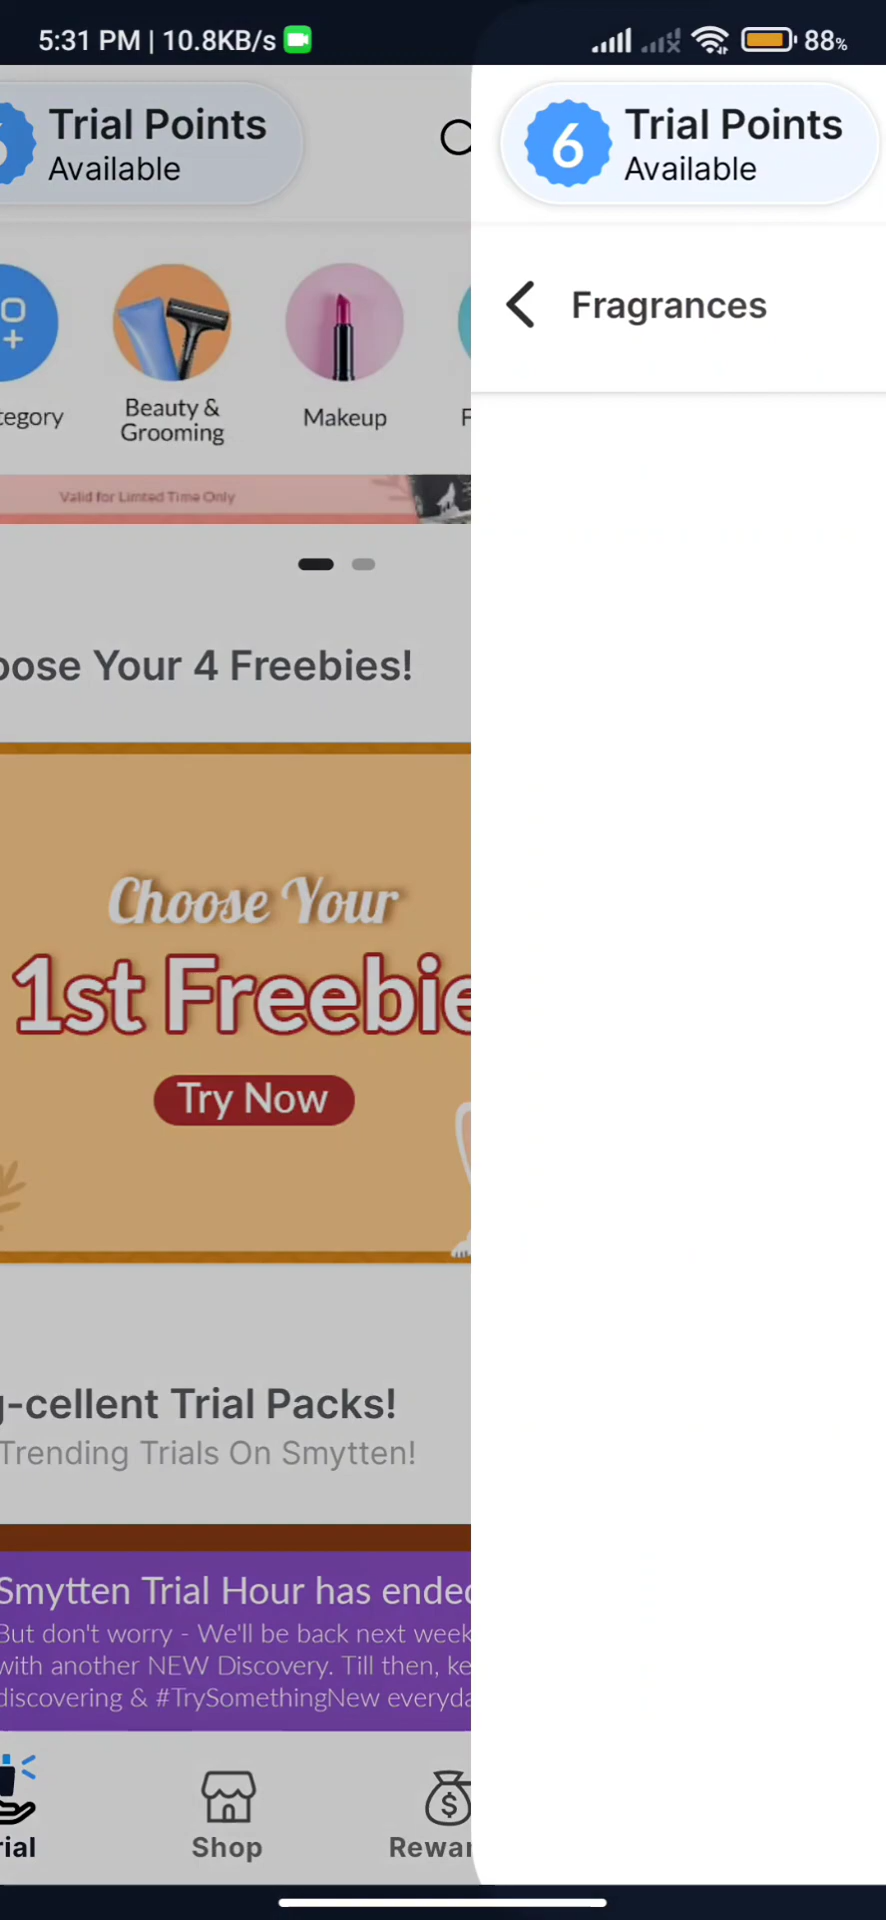 5:31 PM | 10.8KB/s
88%
Trial Points
Available
6
Trial Points
Available
Fragrances
tegory
Beauty &
Grooming
Makeup
F
Valid for Limted Time Only
oose Your 4 Freebies!
Choose Your
1st Freebie
Try Now
g-cellent Trial Packs!
Trending Trials On Smytten!
Smytten Trial Hour has ended
But don't worry - We'll be back next week
with another NEW Discovery. Till then, ke
discovering & #TrySomethingNew everyda
rial
Shop
Rewar